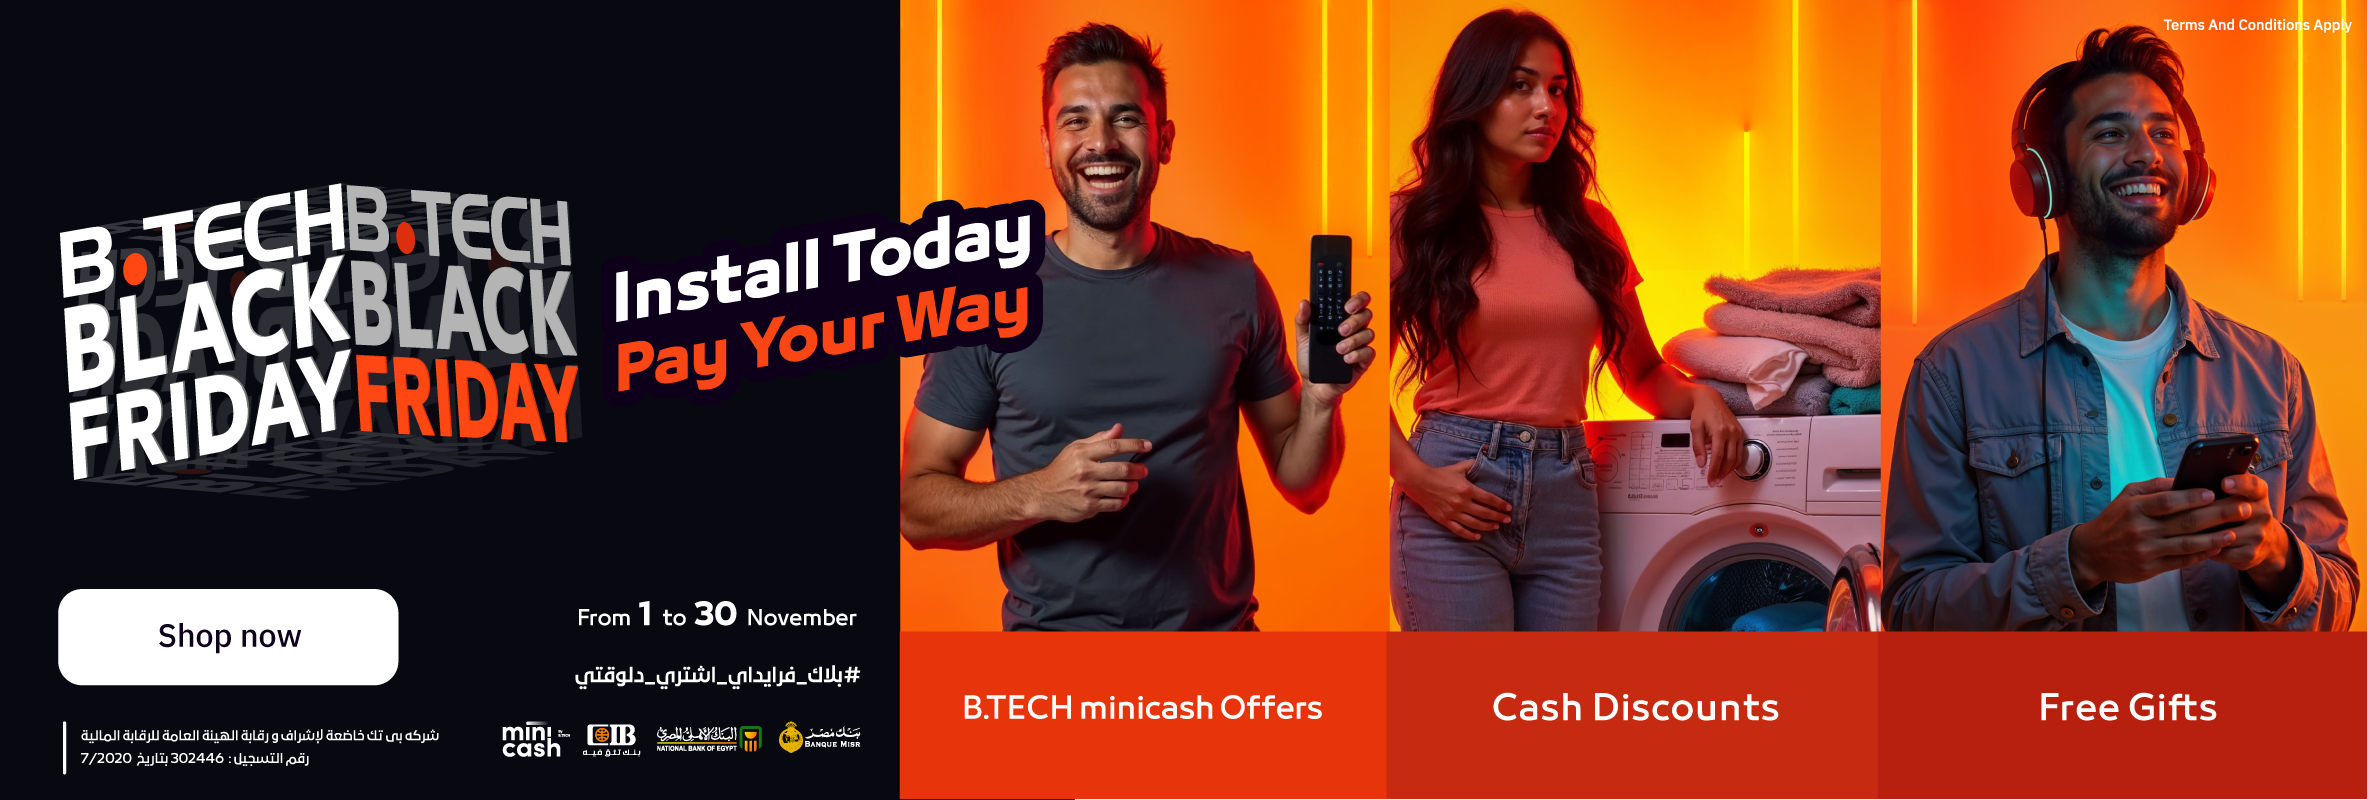 Terms And Conditions Apply
B.TECH B.TECH
BLACK BLACK
FRIDAY FRIDAY
Install Today
Pay Your Way
Shop now
From 1 to 30 November
#بلاك_فرايداي_اشتري_دلوقتي
شركه بى تك خاضعة لإشراف و رقابة الهيئة العامة للرقابة المالية
رقم التسجيل : 302446 بتاريخ 7/2020
mini cash
CIB
بنك تثق فيه
البنك الأهلي المصري
NATIONAL BANK OF EGYPT
بنك مصر
BANQUE MISR
B.TECH minicash Offers
Cash Discounts
Free Gifts